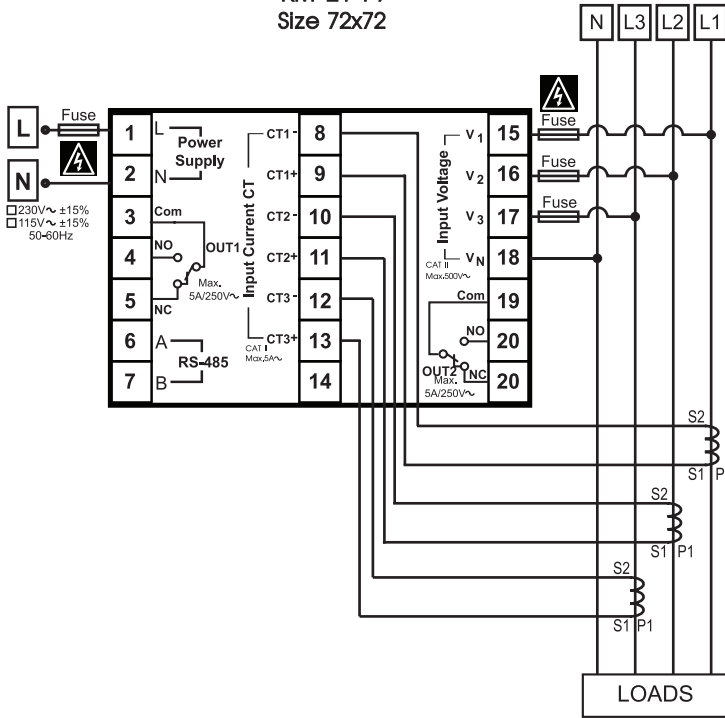 Size 72x72
N L3 L2 L1
L
Fuse
N
230V~ ±15%
115V~ ±15%
50-60Hz
1
2
3
4
5
6
7
L
Power
Supply
N
Com
NO
OUT1
Max.
5A/250V~
NC
A
RS-485
B
Input Current CT
CT1-
CT1+
CT2-
CT2+
CT3-
CT3+
CAT II
Max.5A~
8
9
10
11
12
13
14
Input Voltage
V1
V2
V3
VN
CAT II
Max.500V~
Com
NO
OUT2
NC
Max.
5A/250V~
15
16
17
18
19
20
20
Fuse
Fuse
Fuse
S2
S1 P
S2
S1 P1
S2
S1 P1
LOADS